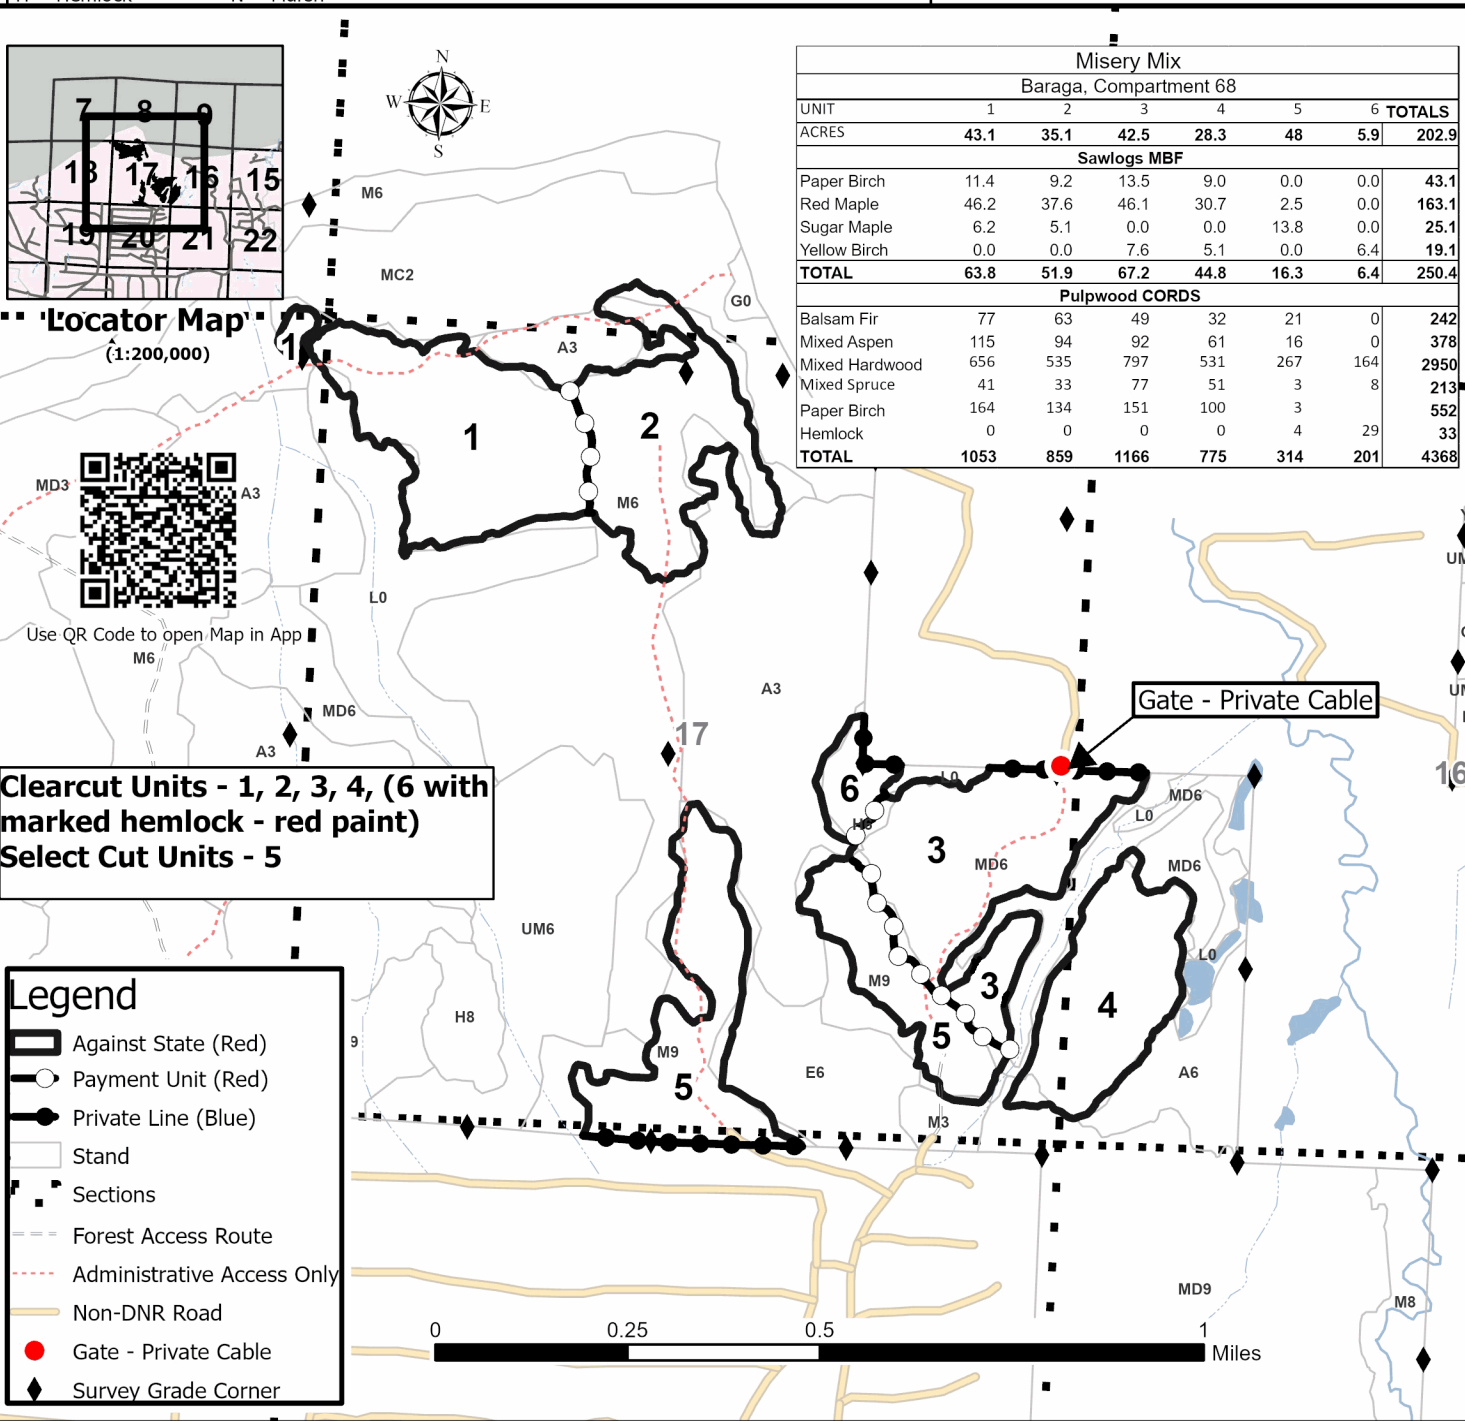 Misery Mix
Baraga, Compartment 68
UNIT 1 2 3 4 5 6 TOTALS
ACRES 43.1 35.1 42.5 28.3 48 5.9 202.9
Sawlogs MBF
Paper Birch 11.4 9.2 13.5 9.0 0.0 0.0 43.1
Red Maple 46.2 37.6 46.1 30.7 2.5 0.0 163.1
Sugar Maple 6.2 5.1 0.0 0.0 13.8 0.0 25.1
Yellow Birch 0.0 0.0 7.6 5.1 0.0 6.4 19.1
TOTAL 63.8 51.9 67.2 44.8 16.3 6.4 250.4
Pulpwood CORDS
Balsam Fir 77 63 49 32 21 0 242
Mixed Aspen 115 94 92 61 16 0 378
Mixed Hardwood 656 535 797 531 267 164 2950
Mixed Spruce 41 33 77 51 3 8 213
Paper Birch 164 134 151 100 3 552
Hemlock 0 0 0 0 4 29 33
TOTAL 1053 859 1166 775 314 201 4368
N
W E
S
7 8 9
18 17 16 15
19 20 21 22
Locator Map
(1:200,000)
M6
MC2
G0
A3
1
1
2
MD3
A3
M6
L0
Use QR Code to open Map in App
M6
A3
MD6
17
A3
Gate - Private Cable
16
Clearcut Units - 1, 2, 3, 4, (6 with
marked hemlock - red paint)
Select Cut Units - 5
6
L0
MD6
L0
3
MD6
MD6
UM6
L0
M9
3
4
H8
9
5
M9
5
E6
A6
M3
MD9
M8
Legend
Against State (Red)
Payment Unit (Red)
Private Line (Blue)
Stand
Sections
Forest Access Route
Administrative Access Only
Non-DNR Road
Gate - Private Cable
Survey Grade Corner
0 0.25 0.5 1
Miles